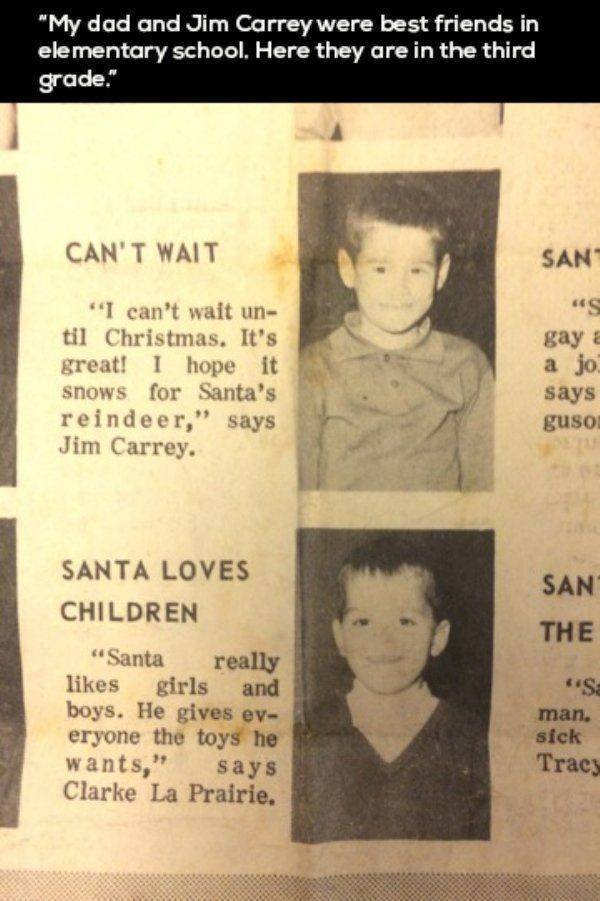 "My dad and Jim Carrey were best friends in
elementary school. Here they are in the third
grade."
CAN'T WAIT
"I can't wait un-
til Christmas. It's
great! I hope it
snows for Santa's
reindeer," says
Jim Carrey.
SANTA LOVES
CHILDREN
"Santa really
likes girls and
boys. He gives ev-
eryone the toys he
wants," says
Clarke La Prairie.
SANT
"S
gay a
a jo
says
guson
SAN
THE
"Sa
man.
sick
Tracy